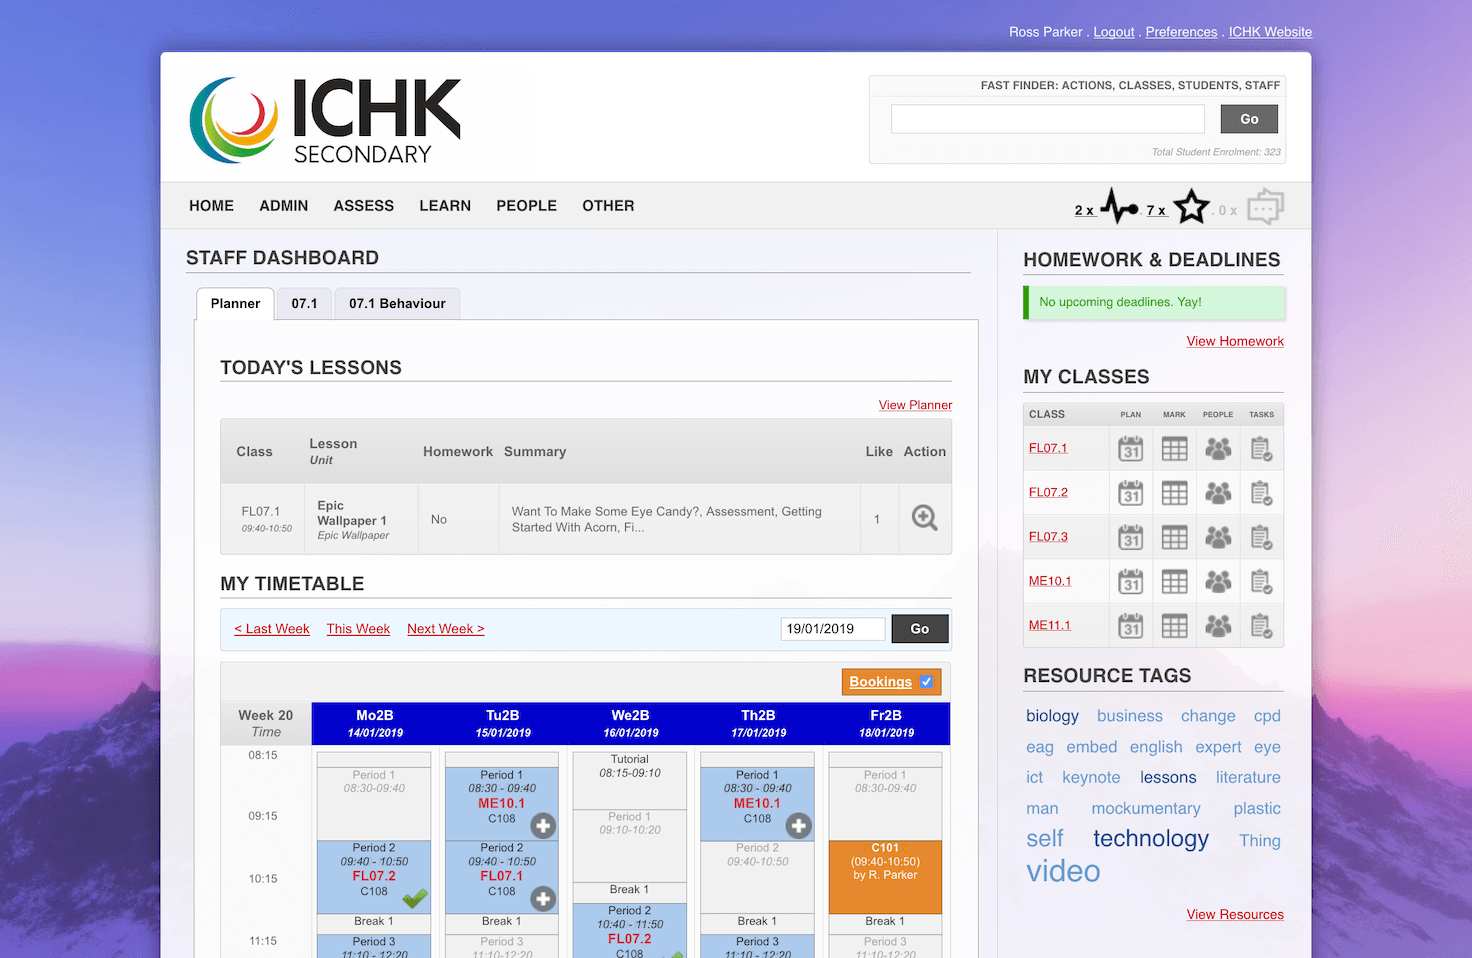 Ross Parker . Logout . Preferences . ICHK Website
ICHK
SECONDARY
FAST FINDER: ACTIONS, CLASSES, STUDENTS, STAFF
Go
Total Student Enrolment: 323
HOME ADMIN ASSESS LEARN PEOPLE OTHER
2 x . 7 x . 0 x
STAFF DASHBOARD
Planner 07.1 07.1 Behaviour
TODAY'S LESSONS
View Planner
Class Lesson Homework Summary Like Action
Unit
FL07.1 Epic Wallpaper 1 No Want To Make Some Eye Candy?, Assessment, Getting
09:40-10:50 Epic Wallpaper Started With Acorn, Fi... 1
MY TIMETABLE
< Last Week This Week Next Week > 19/01/2019 Go
Bookings
Week 20 Mo2B Tu2B We2B Th2B Fr2B
Time 14/01/2019 15/01/2019 16/01/2019 17/01/2019 18/01/2019
08:15
09:15
10:15
11:15
Period 1
08:30-09:40
Period 2
09:40 - 10:50
FL07.2
C108
Break 1
Period 3
11:10-12:20
Period 1
08:30 - 09:40
ME10.1
C108
Period 2
09:40 - 10:50
FL07.1
C108
Break 1
Period 3
11:10-12:20
Tutorial
08:15-09:10
Period 1
09:10-10:20
Break 1
Period 2
10:40 - 11:50
FL07.2
C108
Period 1
08:30 - 09:40
ME10.1
C108
Period 2
09:40-10:50
Break 1
Period 3
11:10-12:20
Period 1
08:30-09:40
C101
(09:40-10:50)
by R. Parker
Break 1
Period 3
11:10-12:20
HOMEWORK & DEADLINES
No upcoming deadlines. Yay!
View Homework
MY CLASSES
CLASS PLAN MARK PEOPLE TASKS
FL07.1 31
FL07.2 31
FL07.3 31
ME10.1 31
ME11.1 31
RESOURCE TAGS
biology business change cpd
eag embed english expert eye
ict keynote lessons literature
man mockumentary plastic
self technology Thing
video
View Resources